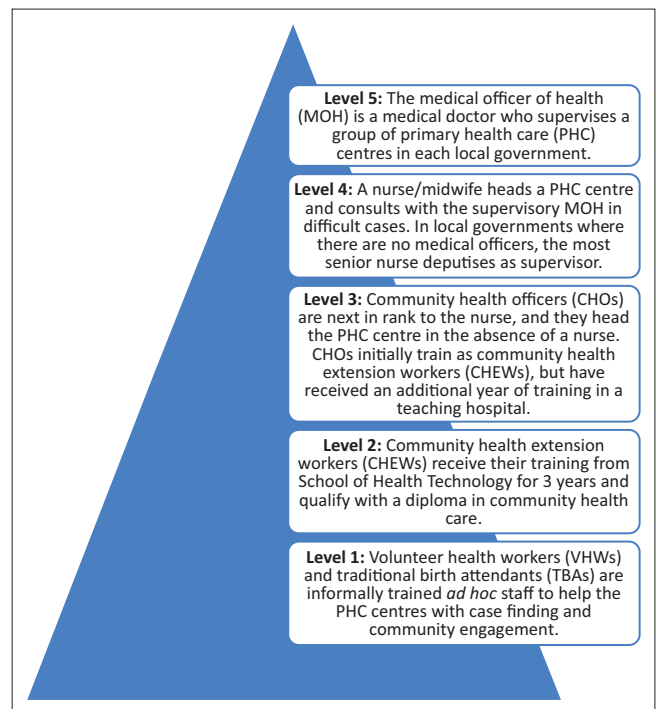 Level 5: The medical officer of health
(MOH) is a medical doctor who supervises a
group of primary health care (PHC)
centres in each local government.
Level 4: A nurse/midwife heads a PHC centre
and consults with the supervisory MOH in
difficult cases. In local governments where
there are no medical officers, the most
senior nurse deputises as supervisor.
Level 3: Community health officers (CHOs)
are next in rank to the nurse, and they head
the PHC centre in the absence of a nurse.
CHOs initially train as community health
extension workers (CHEWs), but have
received an additional year of training in a
teaching hospital.
Level 2: Community health extension
workers (CHEWs) receive their training from
School of Health Technology for 3 years and
qualify with a diploma in community health
care.
Level 1: Volunteer health workers (VHWs)
and traditional birth attendants (TBAs) are
informally trained ad hoc staff to help the
PHC centres with case finding and
community engagement.